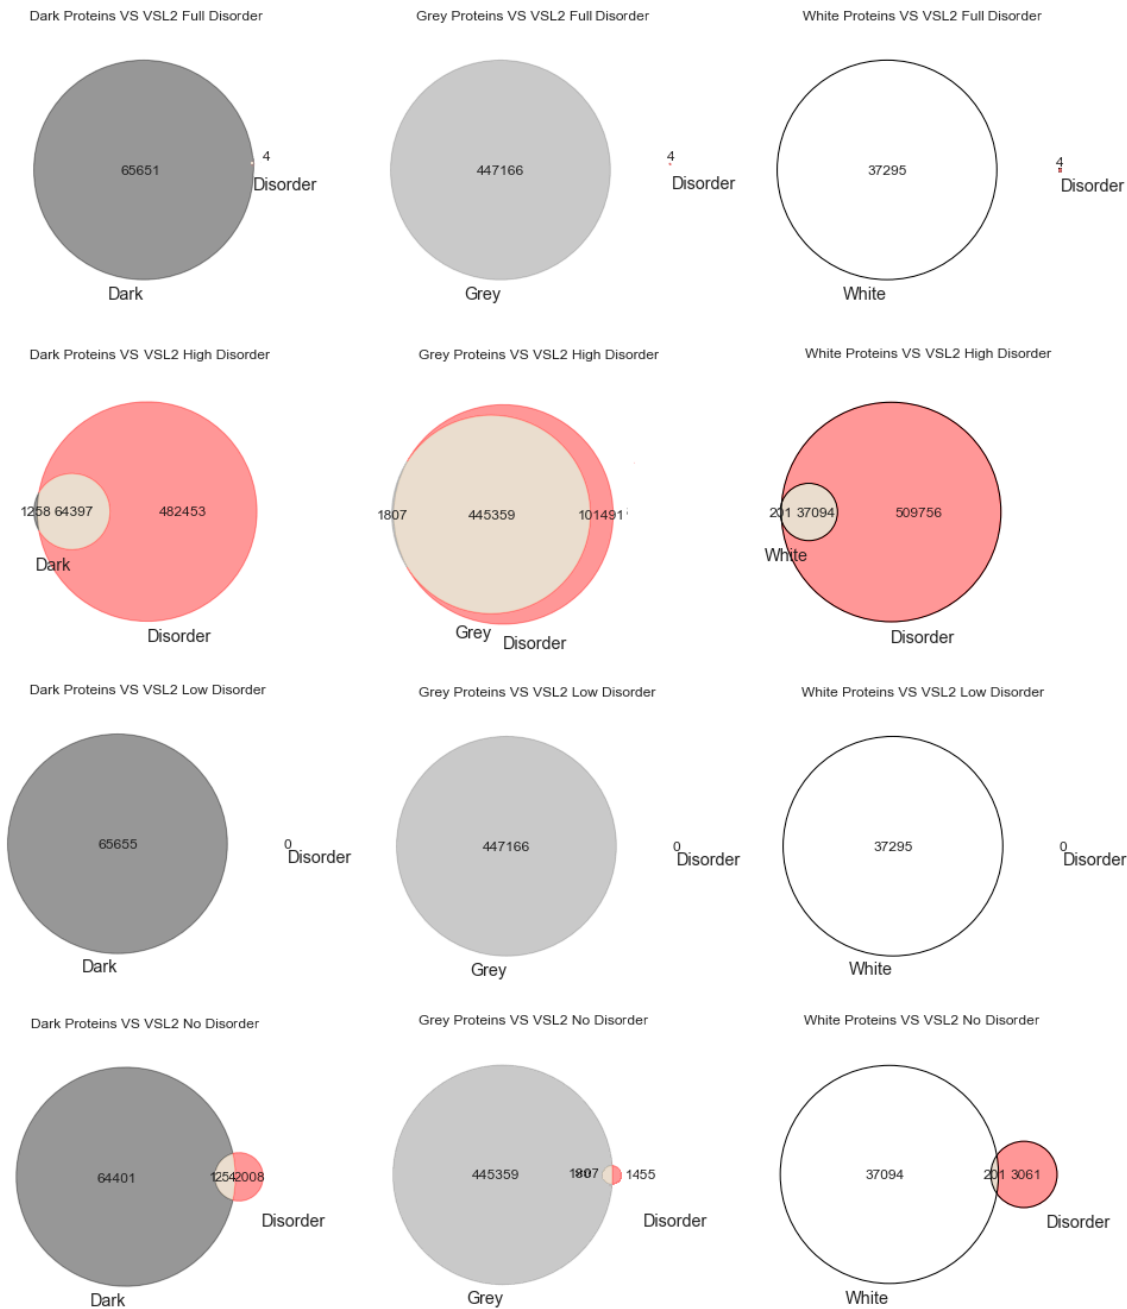 Dark Proteins VS VSL2 Full Disorder
Grey Proteins VS VSL2 Full Disorder
White Proteins VS VSL2 Full Disorder
65651
4
Disorder
Dark
447166
4
Disorder
Grey
37295
4
Disorder
White
Dark Proteins VS VSL2 High Disorder
Grey Proteins VS VSL2 High Disorder
White Proteins VS VSL2 High Disorder
1258
64397
482453
Dark
Disorder
1807
445359
101491
Grey
Disorder
201
37094
509756
White
Disorder
Dark Proteins VS VSL2 Low Disorder
Grey Proteins VS VSL2 Low Disorder
White Proteins VS VSL2 Low Disorder
65655
0
Disorder
Dark
447166
0
Disorder
Grey
37295
0
Disorder
White
Dark Proteins VS VSL2 No Disorder
Grey Proteins VS VSL2 No Disorder
White Proteins VS VSL2 No Disorder
64401
1254
2008
Disorder
Dark
445359
1807
1455
Disorder
Grey
37094
201
3061
Disorder
White